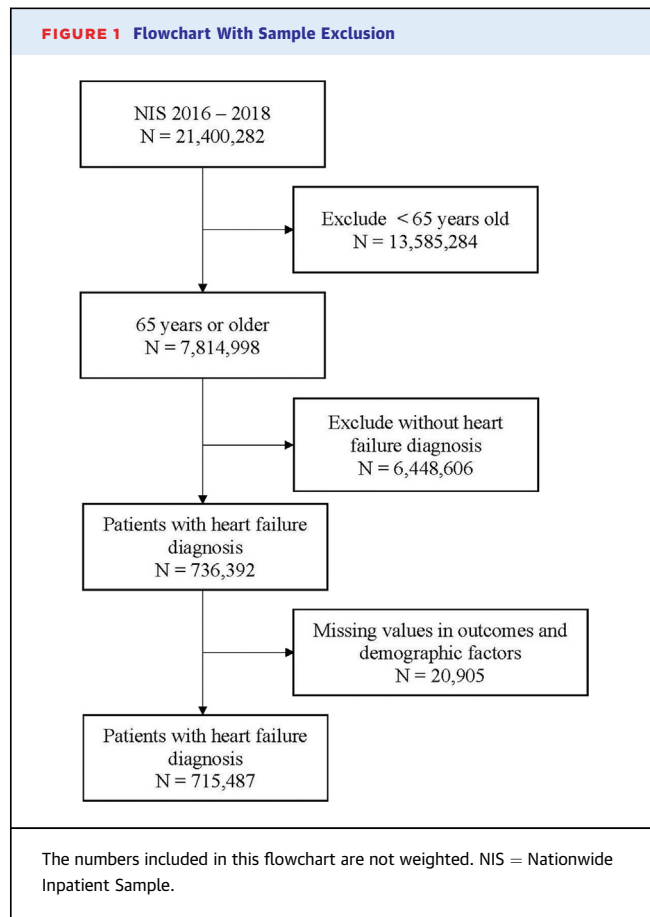 FIGURE 1 Flowchart With Sample Exclusion
NIS 2016 – 2018
N = 21,400,282
Exclude < 65 years old
N = 13,585,284
65 years or older
N = 7,814,998
Exclude without heart
failure diagnosis
N = 6,448,606
Patients with heart failure
diagnosis
N = 736,392
Missing values in outcomes and
demographic factors
N = 20,905
Patients with heart failure
diagnosis
N = 715,487
The numbers included in this flowchart are not weighted. NIS = Nationwide
Inpatient Sample.